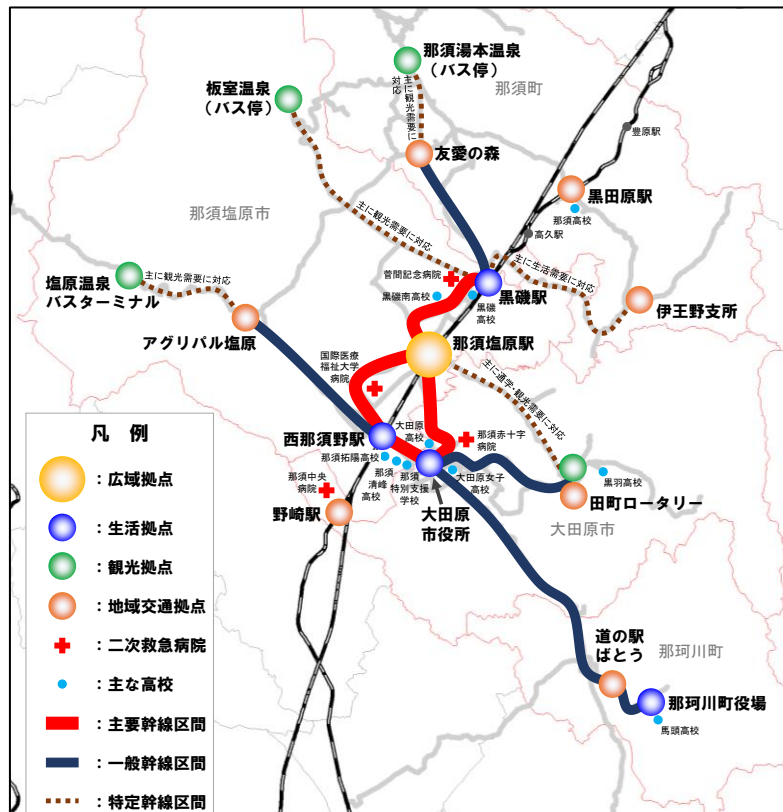 那須湯本温泉
（バス停）
那須町
板室温泉
（バス停）
主に観光需要に
対応
豊原駅
友愛の森
黒田原駅
那須高校
那須塩原市
高久駅
主に観光需要に対応
主に生活需要に対応
塩原温泉
バスターミナル
主に観光需要に対応
菅間記念病院
黒磯南高校
黒磯
高校
黒磯駅
伊王野支所
アグリパル塩原
那須塩原駅
国際医療
福祉大学
病院
主に通学・観光需要に対応
西那須野駅
大田原
高校
那須赤十字
病院
那須拓陽高校
那須
清峰
高校
那須
特別支援
学校
大田原女子
高校
黒羽高校
田町ロータリー
那須中央
病院
野崎駅
大田原
市役所
大田原市
道の駅
ばとう
那珂川町
那珂川町役場
馬頭高校
凡 例
：広域拠点
：生活拠点
：観光拠点
：地域交通拠点
：二次救急病院
：主な高校
：主要幹線区間
：一般幹線区間
：特定幹線区間